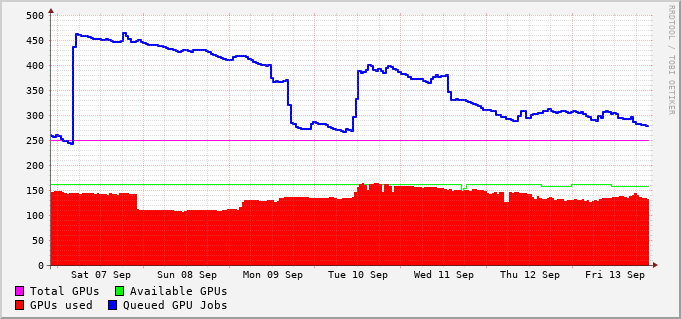 500
450
400
350
300
250
200
150
100
50
0
Sat 07 Sep Sun 08 Sep Mon 09 Sep Tue 10 Sep Wed 11 Sep Thu 12 Sep Fri 13 Sep
Total GPUs Available GPUs
GPUs used Queued GPU Jobs
RRDTOOL / TOBI OETIKER